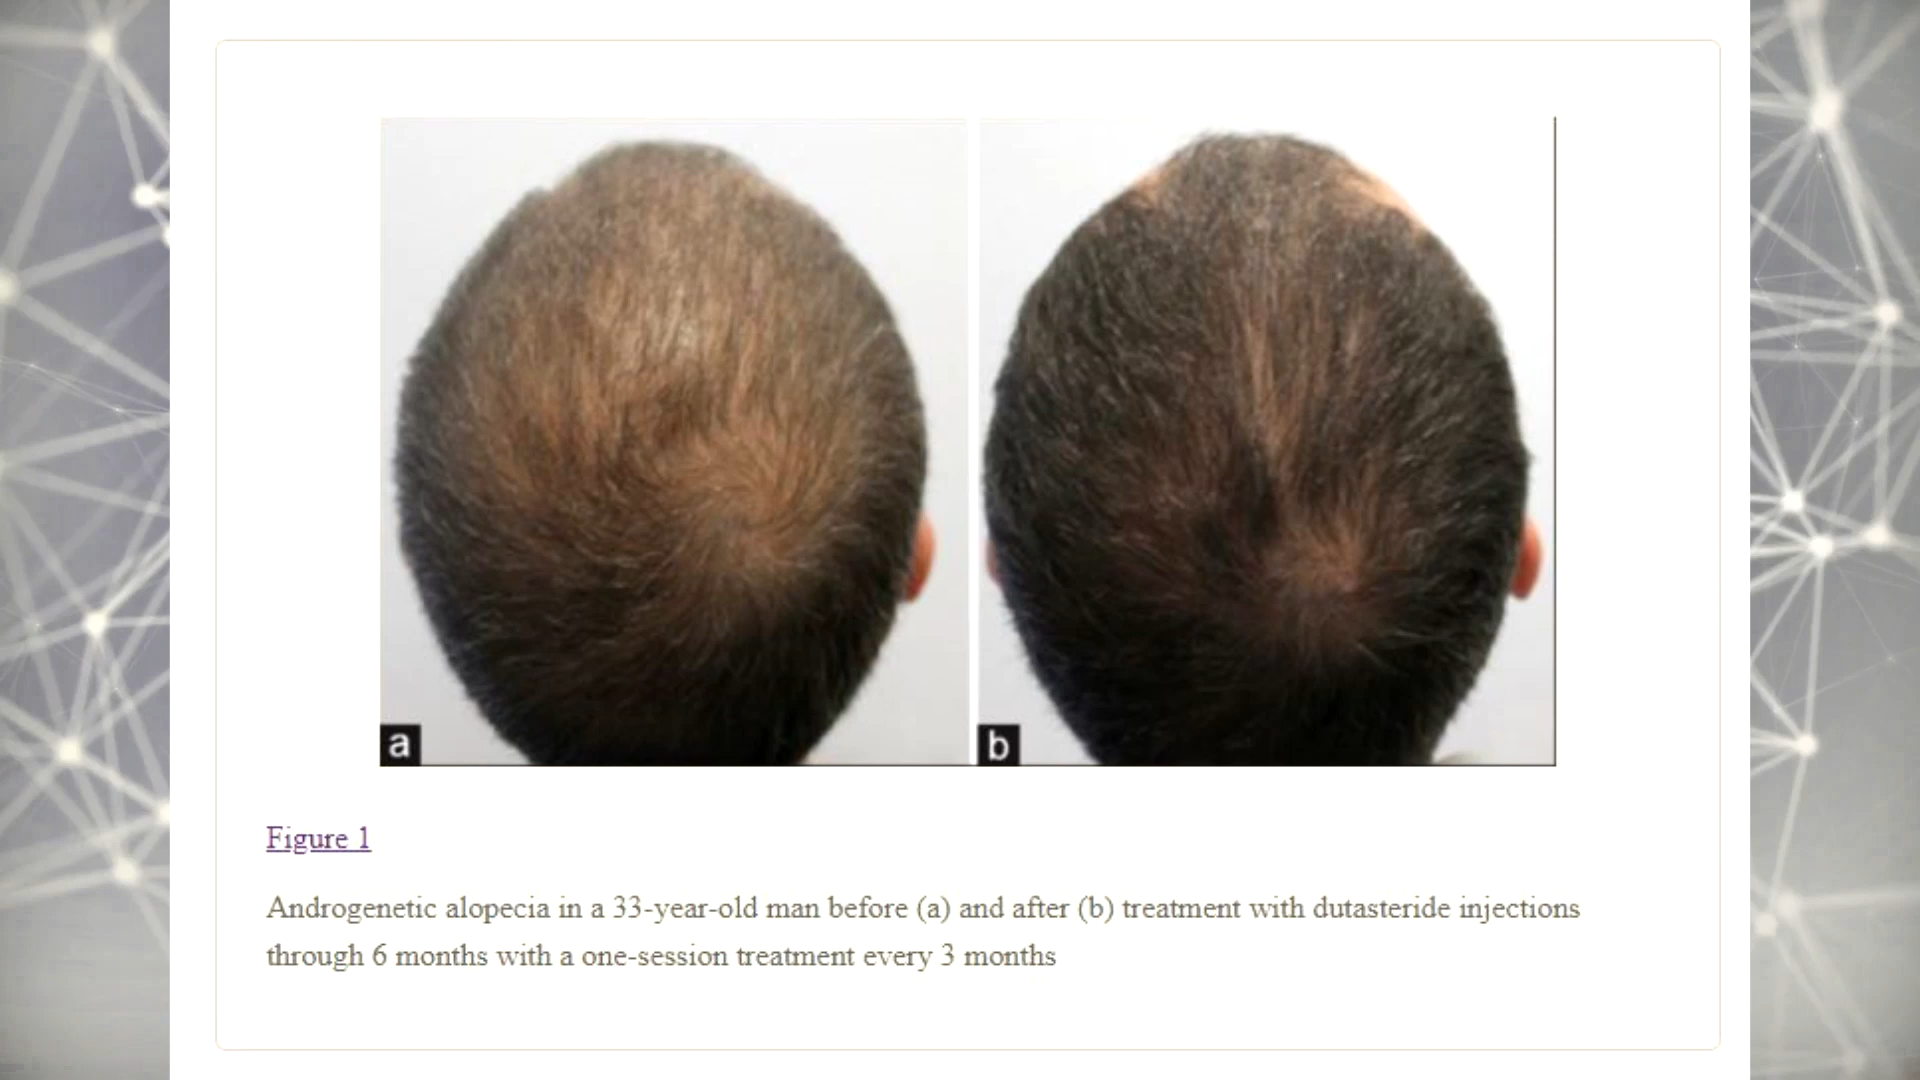 a
b
Figure 1
Androgenetic alopecia in a 33-year-old man before (a) and after (b) treatment with dutasteride injections
through 6 months with a one-session treatment every 3 months